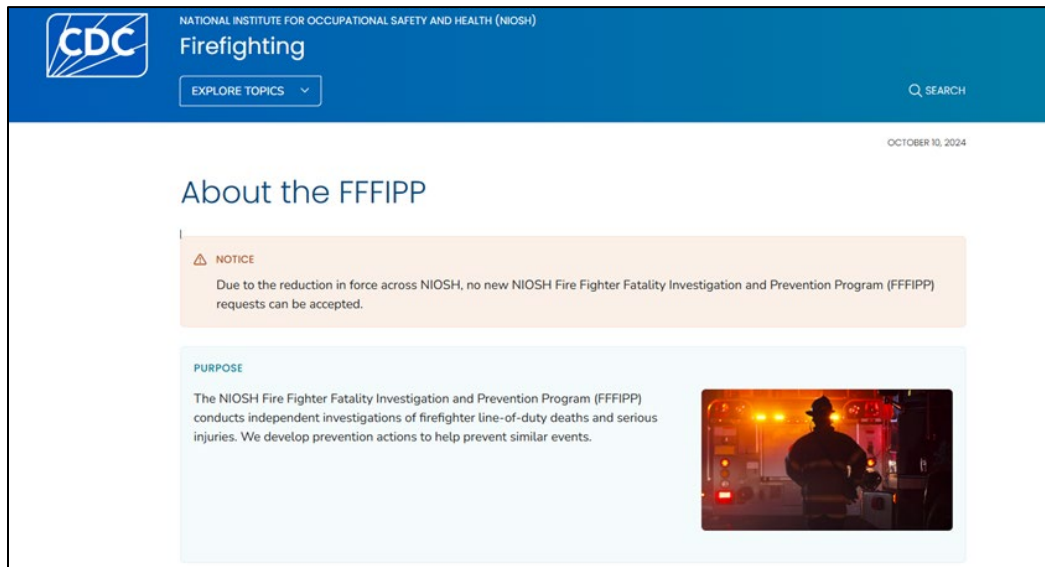 CDC
NATIONAL INSTITUTE FOR OCCUPATIONAL SAFETY AND HEALTH (NIOSH)
Firefighting
EXPLORE TOPICS
SEARCH
OCTOBER 10, 2024
About the FFFIPP
NOTICE
Due to the reduction in force across NIOSH, no new NIOSH Fire Fighter Fatality Investigation and Prevention Program (FFFIPP)
requests can be accepted.
PURPOSE
The NIOSH Fire Fighter Fatality Investigation and Prevention Program (FFFIPP)
conducts independent investigations of firefighter line-of-duty deaths and serious
injuries. We develop prevention actions to help prevent similar events.